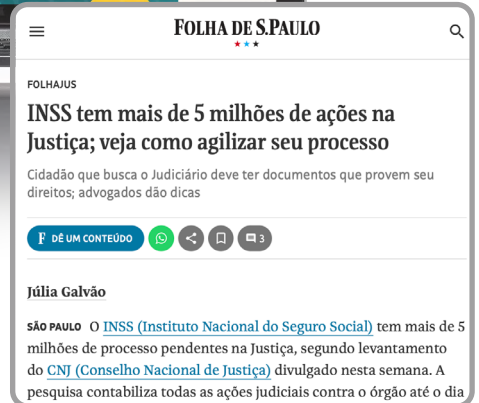 FOLHA DE S.PAULO
FOLHAJUS
INSS tem mais de 5 milhões de ações na
Justiça; veja como agilizar seu processo
Cidadão que busca o Judiciário deve ter documentos que provem seu
direitos; advogados dão dicas
F DÊ UM CONTEÚDO 3
Júlia Galvão
SÃO PAULO O INSS (Instituto Nacional do Seguro Social) tem mais de 5
milhões de processo pendentes na Justiça, segundo levantamento
do CNJ (Conselho Nacional de Justiça) divulgado nesta semana. A
pesquisa contabiliza todas as ações judiciais contra o órgão até o dia